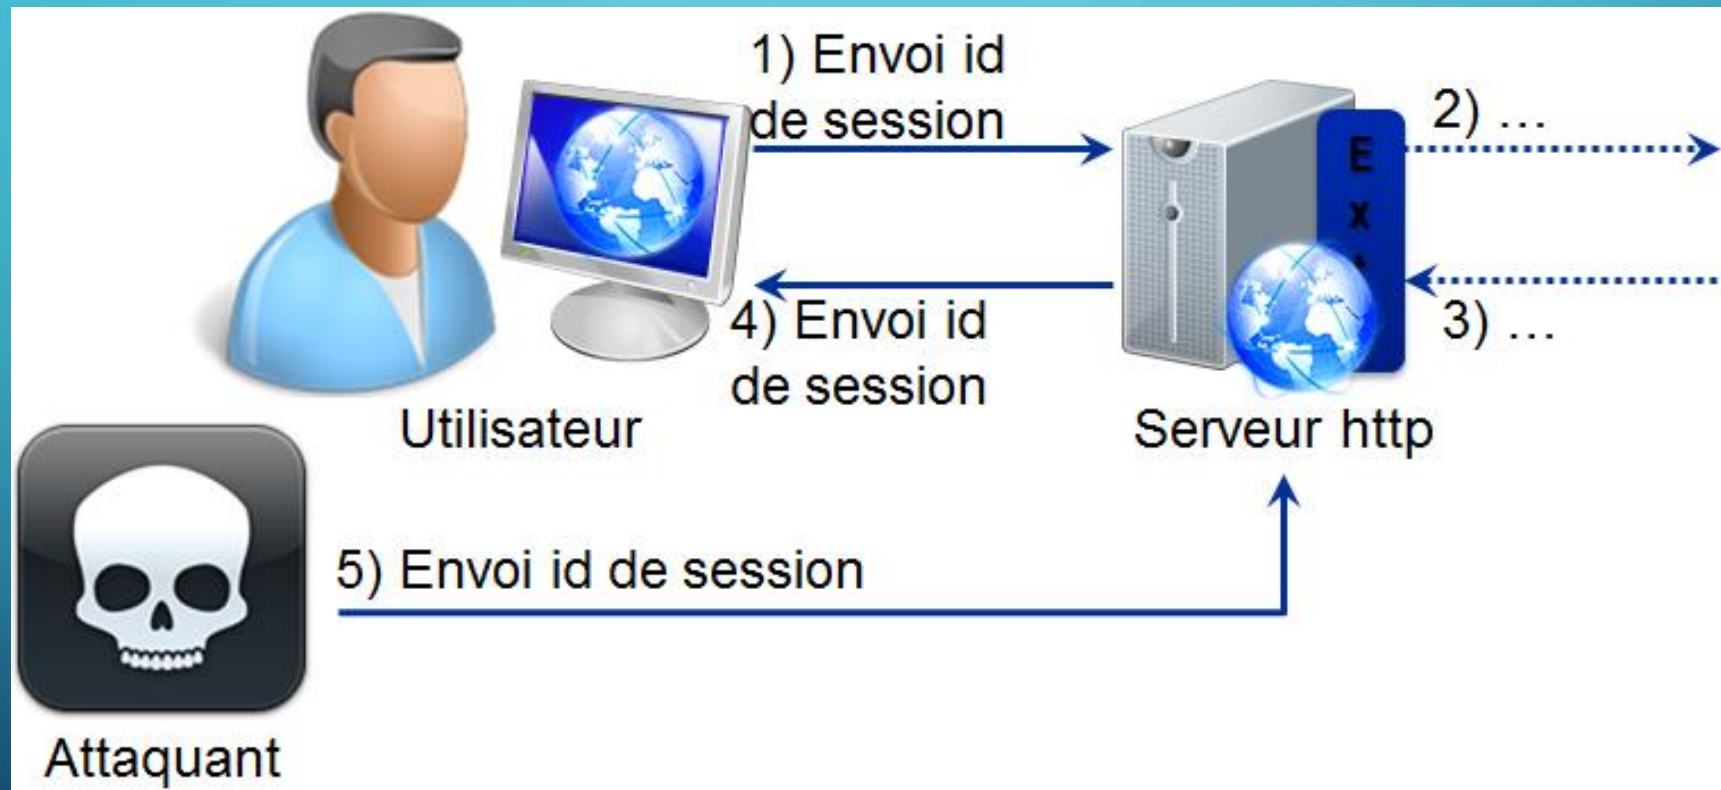 1) Envoi id
de session
2) ...
E
x
4) Envoi id
de session
3) ...
Utilisateur
Serveur http
5) Envoi id de session
Attaquant